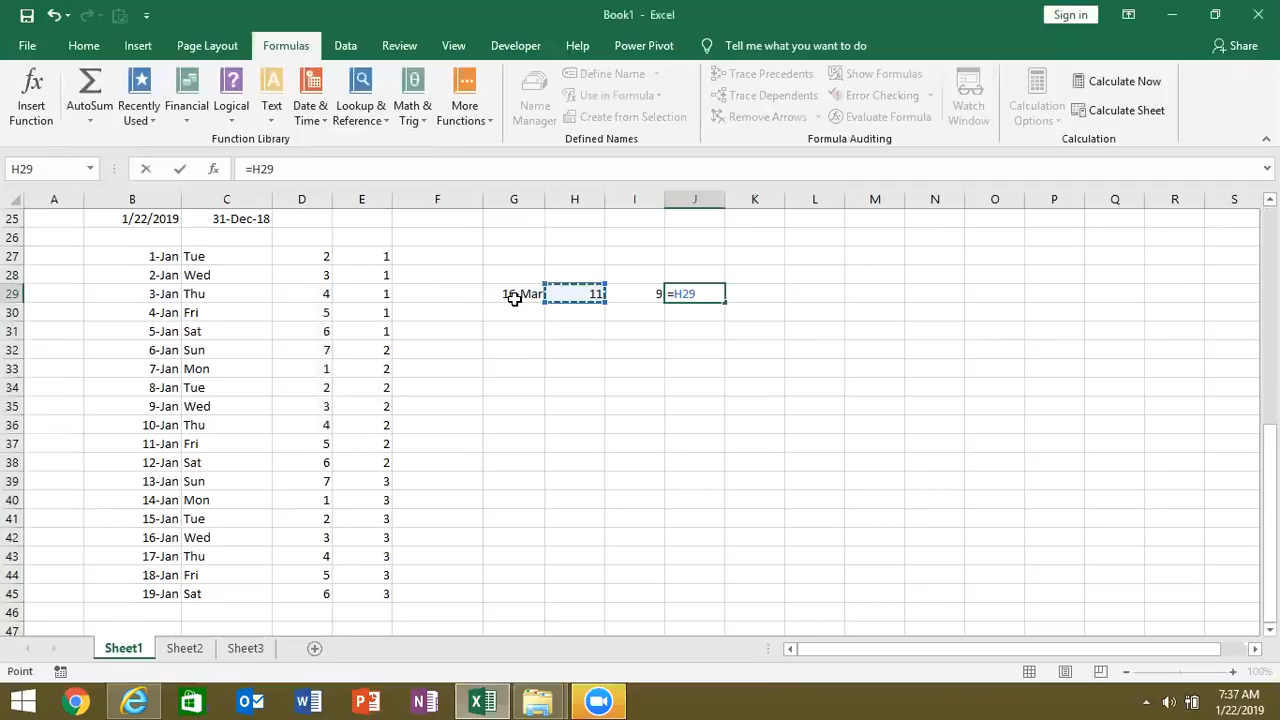 Book1 - Excel
Sign in
File Home Insert Page Layout Formulas Data Review View Developer Help Power Pivot Tell me what you want to do Share
Insert Function
AutoSum
Recently Used
Financial
Logical
Text
Date & Time
Lookup & Reference
Math & Trig
More Functions
Function Library
Name Manager
Define Name
Use in Formula
Create from Selection
Defined Names
Trace Precedents
Trace Dependents
Remove Arrows
Show Formulas
Error Checking
Evaluate Formula
Formula Auditing
Watch Window
Calculation Options
Calculate Now
Calculate Sheet
Calculation
H29 fx =H29
A B C D E F G H I J K L M N O P Q R S
25 1/22/2019 31-Dec-18
26
27 1-Jan Tue 2 1
28 2-Jan Wed 3 1
29 3-Jan Thu 4 1 11 9 =H29
30 4-Jan Fri 5 1
31 5-Jan Sat 6 1
32 6-Jan Sun 7 2
33 7-Jan Mon 1 2
34 8-Jan Tue 2 2
35 9-Jan Wed 3 2
36 10-Jan Thu 4 2
37 11-Jan Fri 5 2
38 12-Jan Sat 6 2
39 13-Jan Sun 7 3
40 14-Jan Mon 1 3
41 15-Jan Tue 2 3
42 16-Jan Wed 3 3
43 17-Jan Thu 4 3
44 18-Jan Fri 5 3
45 19-Jan Sat 6 3
46
47
Sheet1 Sheet2 Sheet3
Point 100%
7:37 AM
1/22/2019